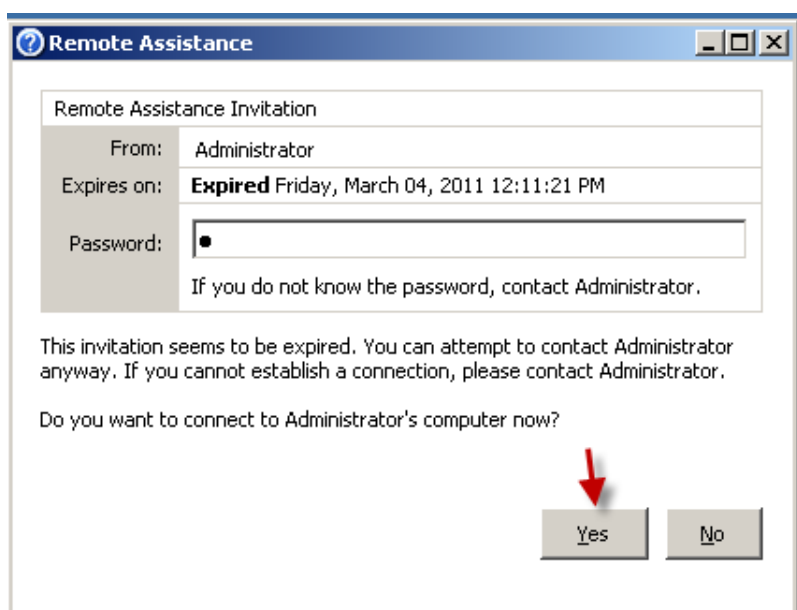 Remote Assistance
Remote Assistance Invitation
From: Administrator
Expires on: Expired Friday, March 04, 2011 12:11:21 PM
Password: ●
If you do not know the password, contact Administrator.
This invitation seems to be expired. You can attempt to contact Administrator
anyway. If you cannot establish a connection, please contact Administrator.
Do you want to connect to Administrator's computer now?
Yes No